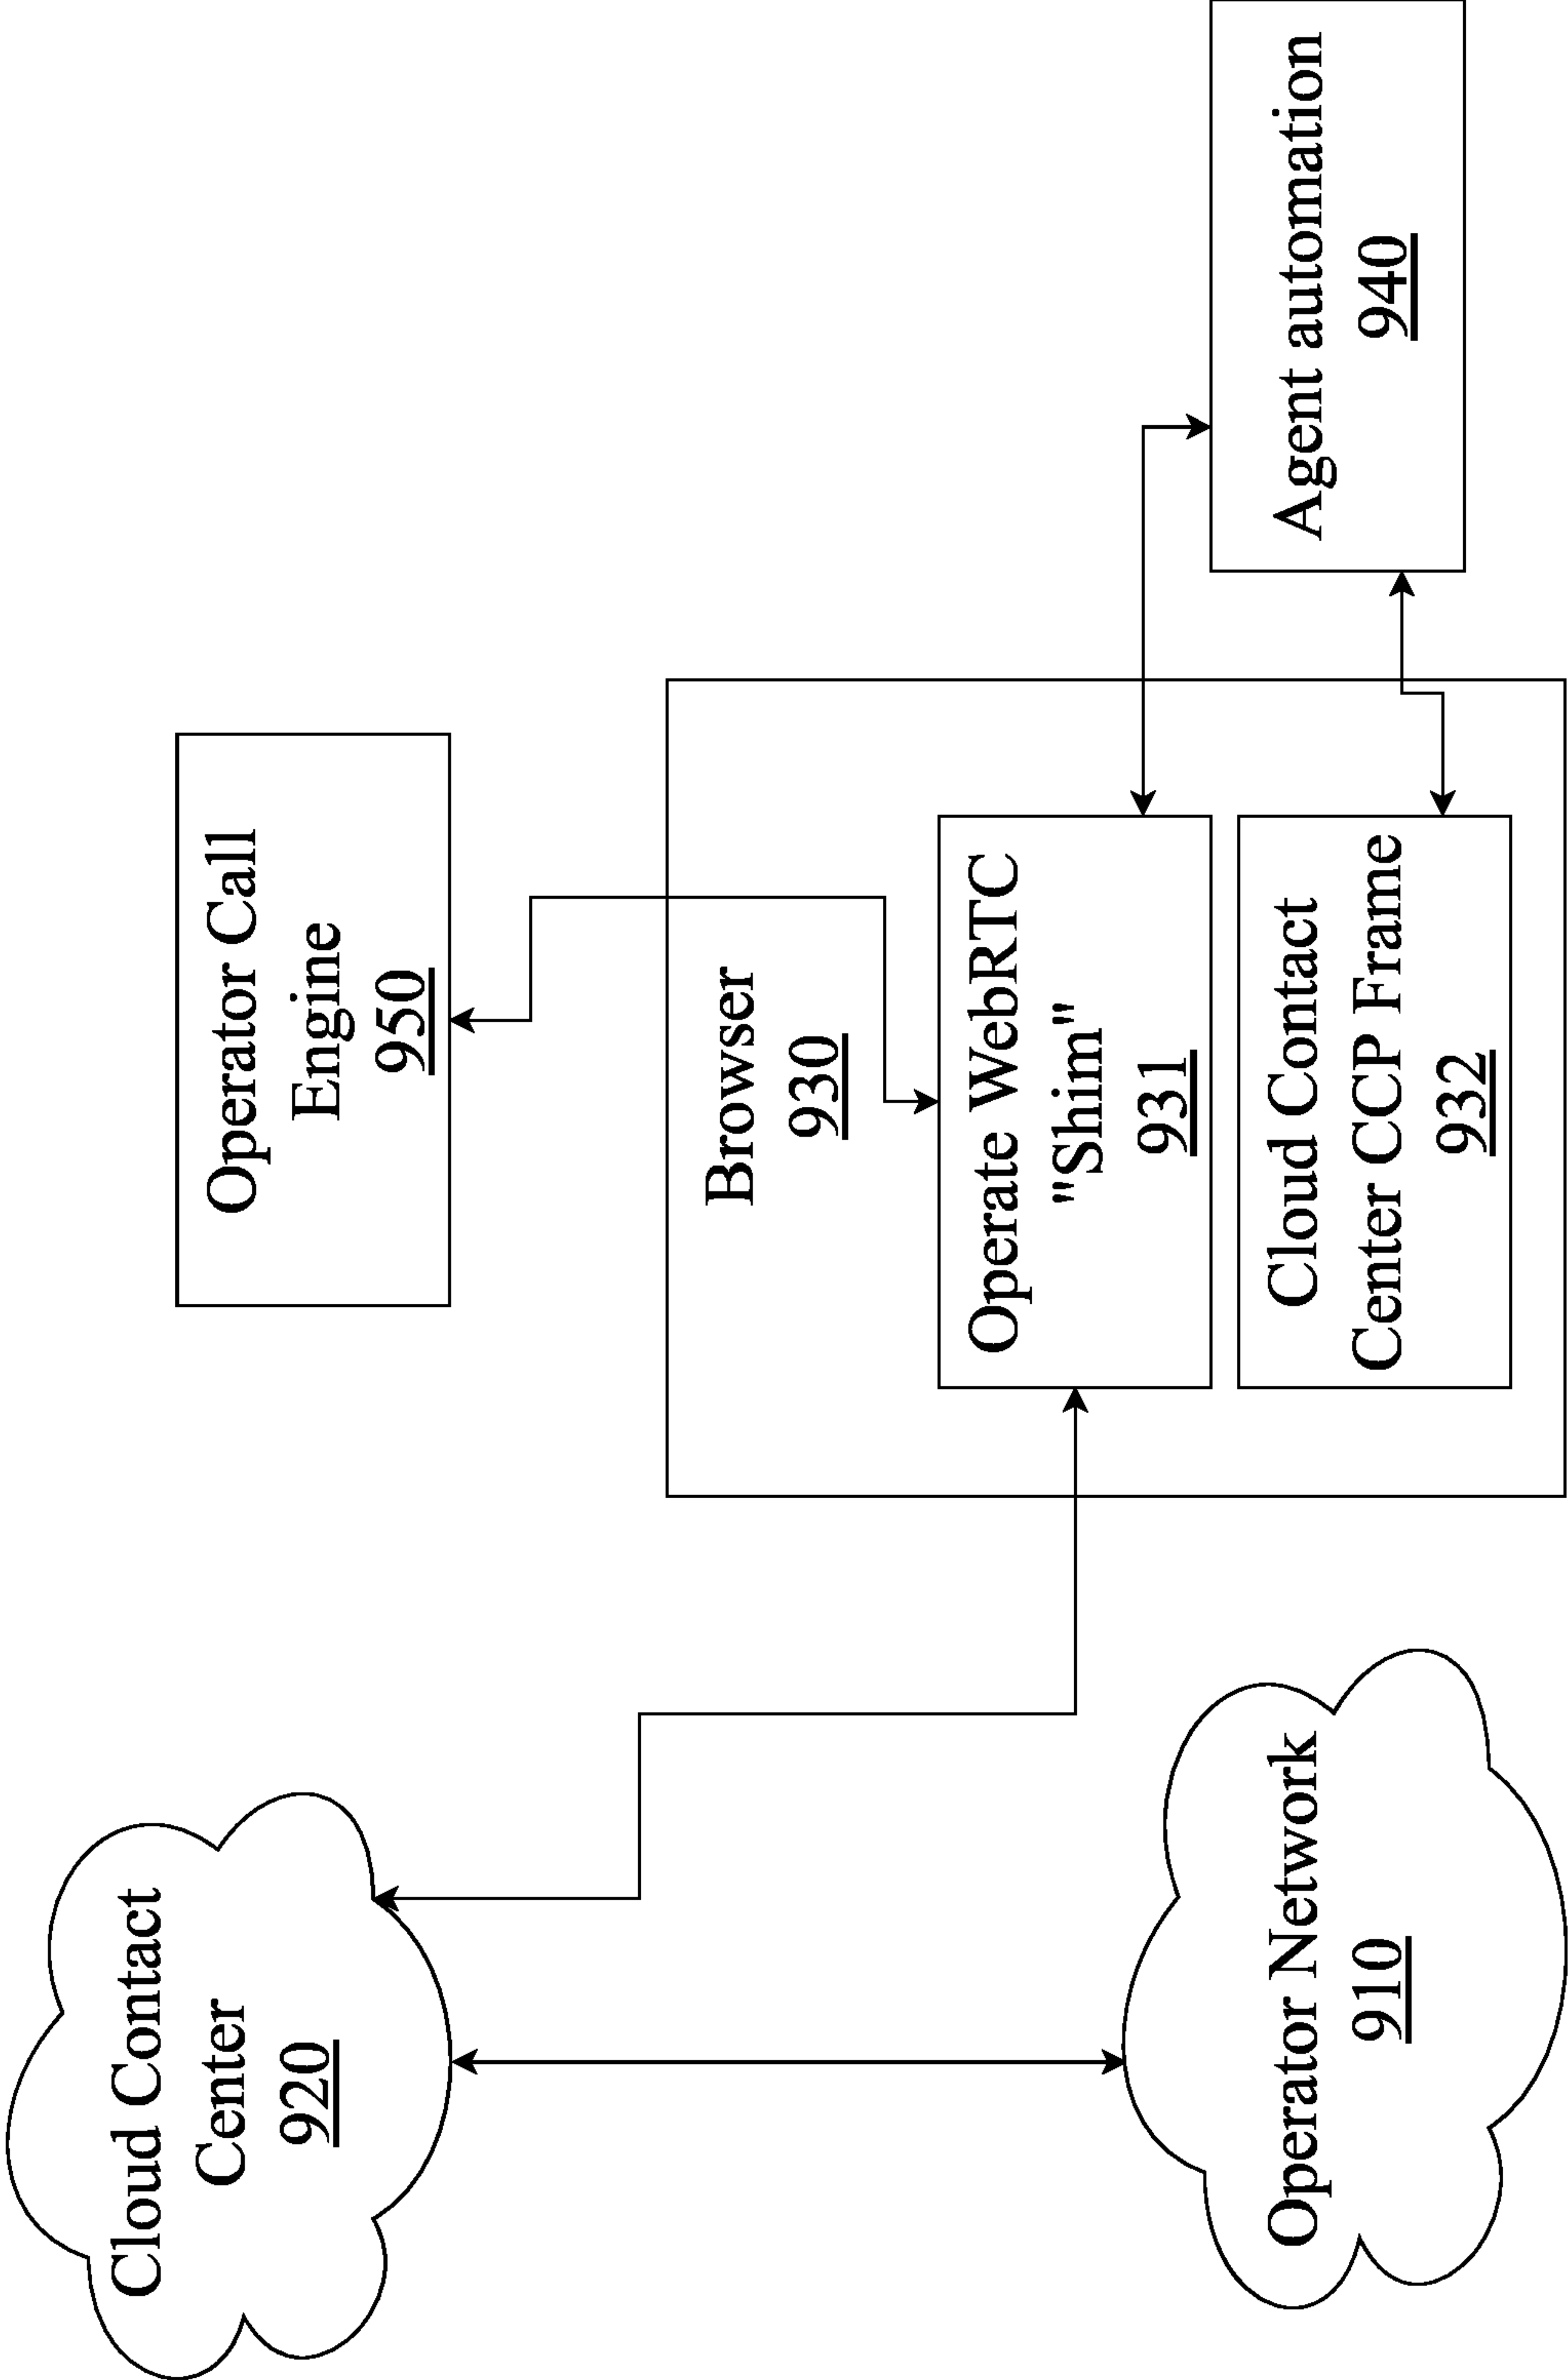 Cloud Contact
Center
920
Operator Network
910
Operator Call
Engine
950
Browser
930
Operate WebRTC
"Shim"
931
Cloud Contact
Center CCP Frame
932
Agent automation
940